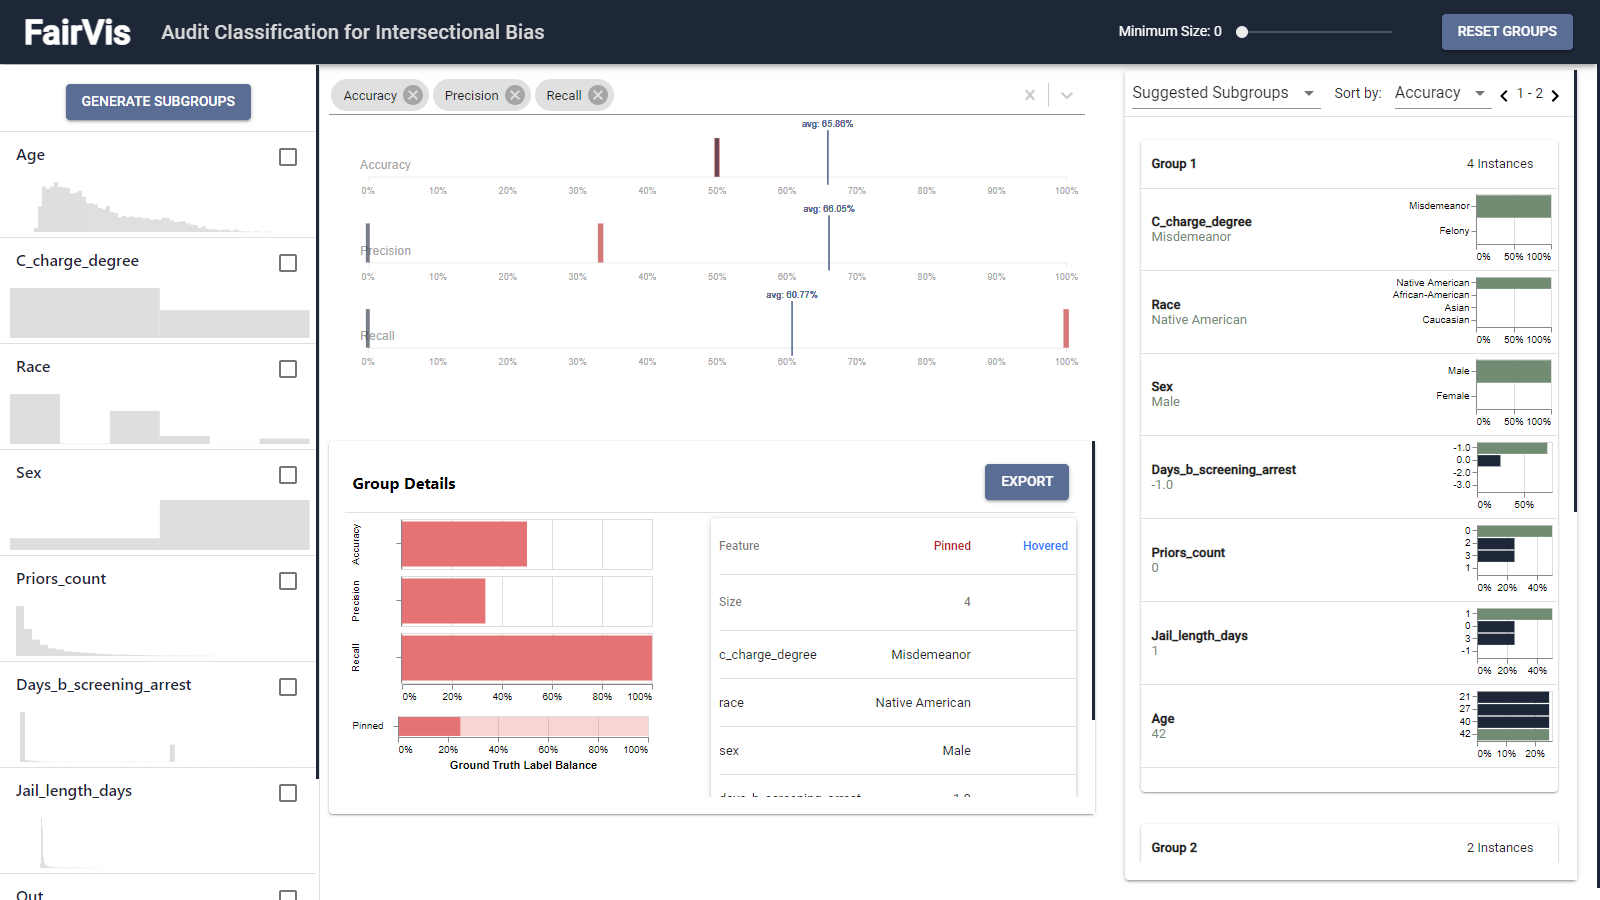 FairVis
Audit Classification for Intersectional Bias
Minimum Size: 0
RESET GROUPS
GENERATE SUBGROUPS
Age
C_charge_degree
Race
Sex
Priors_count
Days_b_screening_arrest
Jail_length_days
Out
Accuracy
Precision
Recall
avg: 65.86%
Accuracy
0% 10% 20% 30% 40% 50% 60% 70% 80% 90% 100%
avg: 66.05%
Precision
0% 10% 20% 30% 40% 50% 60% 70% 80% 90% 100%
avg: 60.77%
Recall
0% 10% 20% 30% 40% 50% 60% 70% 80% 90% 100%
Group Details
EXPORT
Accuracy
Precision
Recall
0% 20% 40% 60% 80% 100%
Pinned
0% 20% 40% 60% 80% 100%
Ground Truth Label Balance
Feature Pinned Hovered
Size 4
c_charge_degree Misdemeanor
race Native American
sex Male
days_b_screening_arrest -1.0
Suggested Subgroups
Sort by: Accuracy
1 - 2
Group 1
4 Instances
C_charge_degree
Misdemeanor
Misdemeanor
Felony
0% 50% 100%
Race
Native American
Native American
African-American
Asian
Caucasian
0% 50% 100%
Sex
Male
Male
Female
0% 50% 100%
Days_b_screening_arrest
-1.0
-1.0
0.0
-2.0
-3.0
0% 50%
Priors_count
0
0
2
3
1
0% 20% 40%
Jail_length_days
1
1
0
3
-1
0% 20% 40%
Age
42
21
27
40
42
0% 10% 20%
Group 2
2 Instances